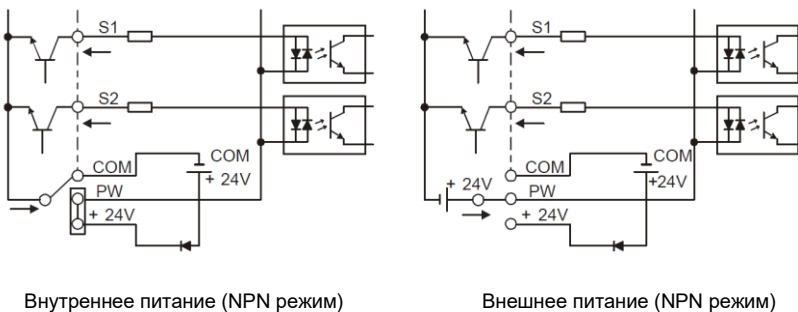 S1
S2
COM
COM
+ 24V
PW
+ 24V
S1
S2
COM
COM
+24V
+ 24V
PW
+ 24V
Внутреннее питание (NPN режим)
Внешнее питание (NPN режим)